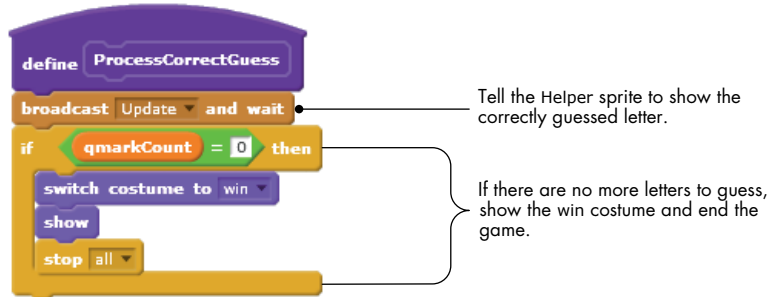 define ProcessCorrectGuess
broadcast Update and wait
Tell the Helper sprite to show the
correctly guessed letter.
if qmarkCount = 0 then
switch costume to win
show
stop all
If there are no more letters to guess,
show the win costume and end the
game.